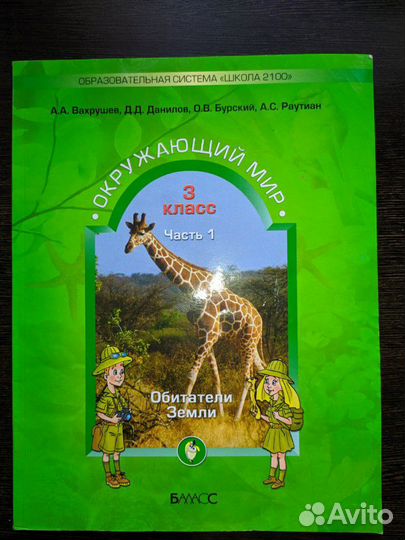 ОБРАЗОВАТЕЛЬНАЯ СИСТЕМА «ШКОЛА 2100»
А.А. Вахрушев, Д.Д. Данилов, О.В. Бурский, А.С. Раутиан
• ОКРУЖАЮЩИЙ МИР •
3
класс
Часть 1
Обитатели
Земли
БАЛАСС
Avito